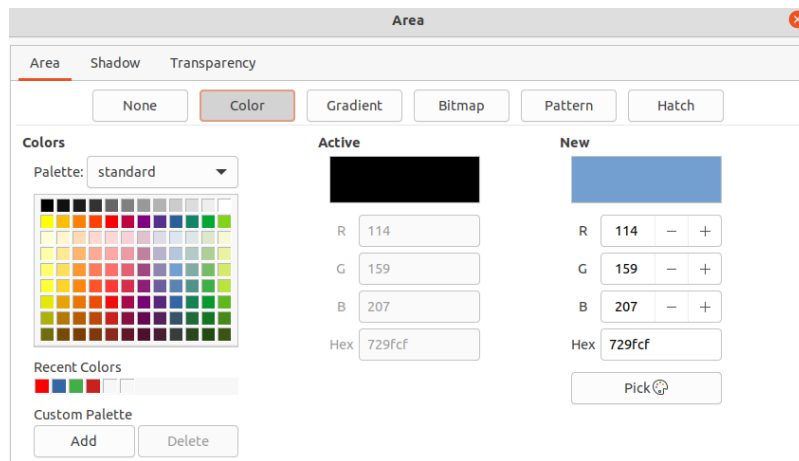 Area
Area Shadow Transparency
None Color Gradient Bitmap Pattern Hatch
Colors Active New
Palette: standard
R 114 R 114 − +
G 159 G 159 − +
B 207 B 207 − +
Hex 729fcf Hex 729fcf
Recent Colors
Pick
Custom Palette
Add Delete